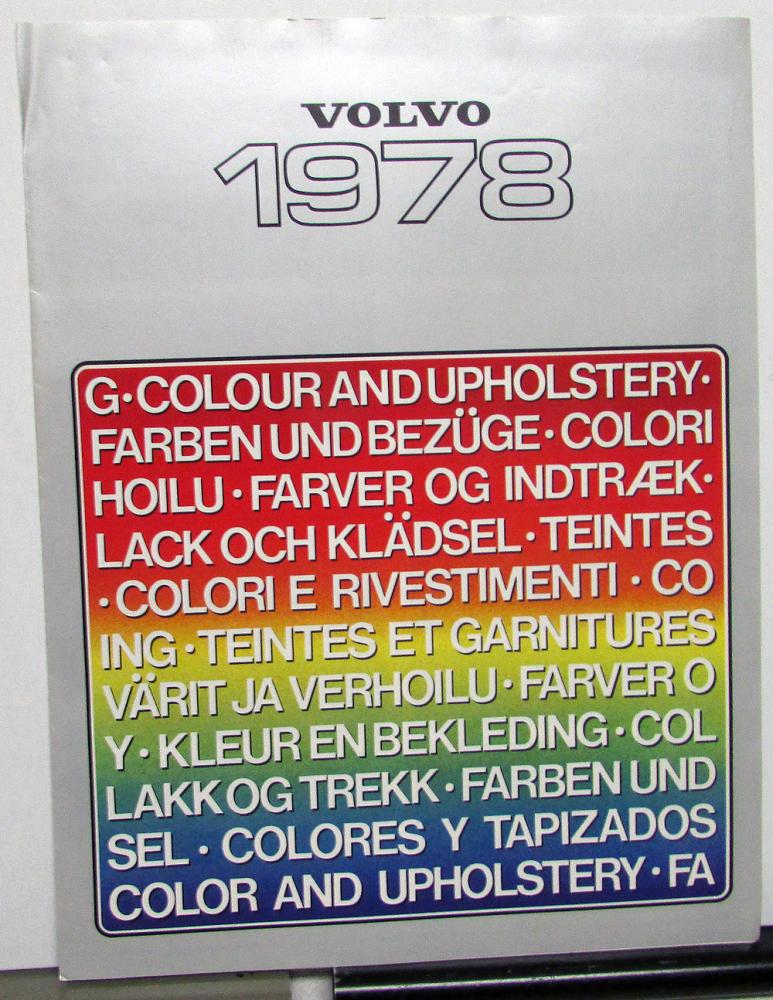 VOLVO
1978
G·COLOUR AND UPHOLSTERY·
FARBEN UND BEZÜGE·COLORI
HOILU·FARVER OG INDTRÆK·
LACK OCH KLÄDSEL·TEINTES
·COLORI E RIVESTIMENTI·CO
ING·TEINTES ET GARNITURES
VÄRIT JA VERHOILU·FARVER O
Y·KLEUR EN BEKLEDING·COL
LAKK OG TREKK·FARBEN UND
SEL·COLORES Y TAPIZADOS
COLOR AND UPHOLSTERY·FA